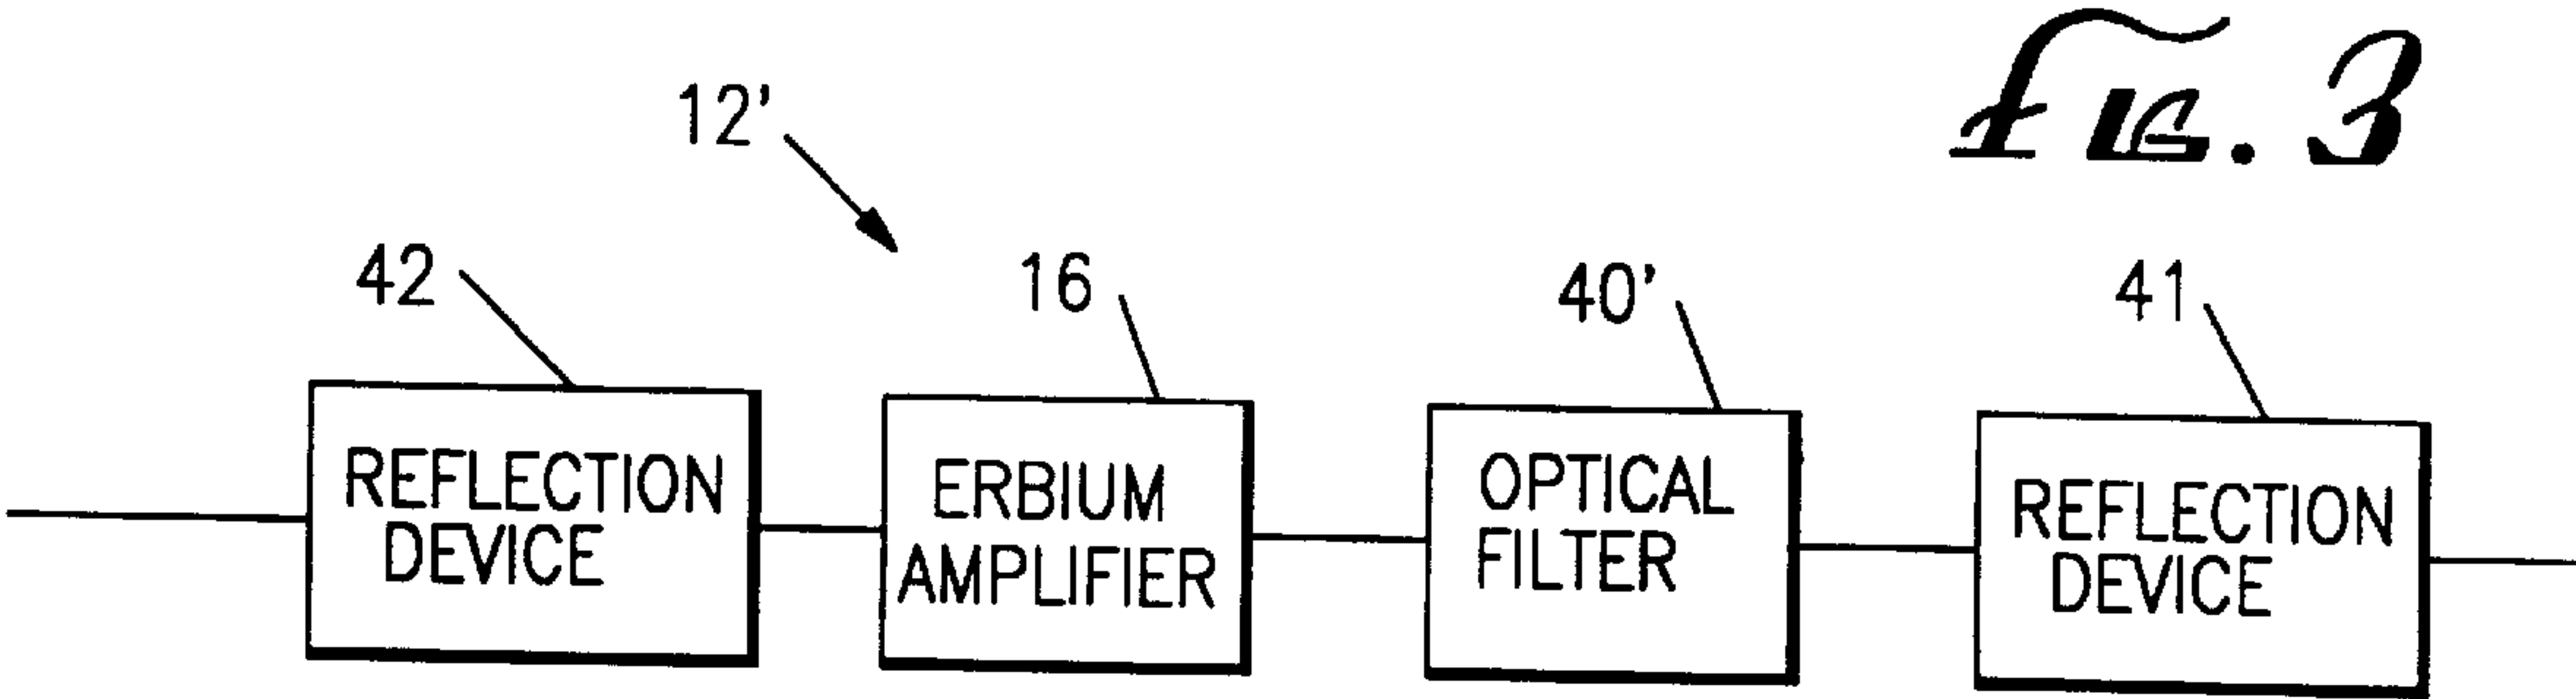 FIG. 3
12'
42
16
40'
41
REFLECTION
DEVICE
ERBIUM
AMPLIFIER
OPTICAL
FILTER
REFLECTION
DEVICE